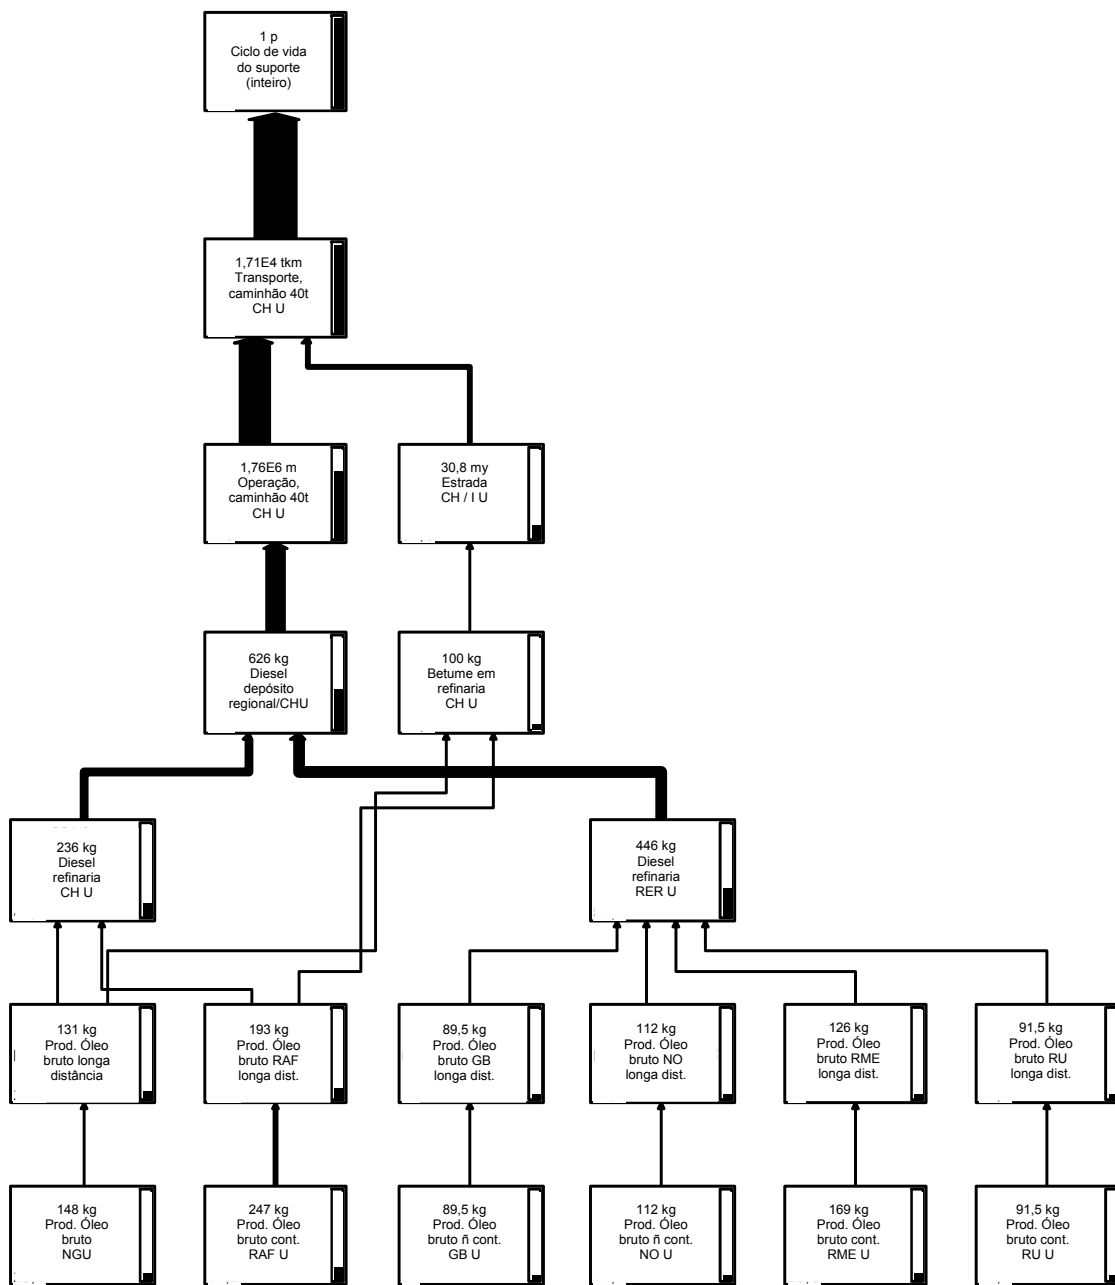 1 p
Ciclo de vida
do suporte
(inteiro)
1,71E4 tkm
Transporte,
caminhão 40t
CH U
1,76E6 m
Operação,
caminhão 40t
CH U
30,8 my
Estrada
CH / I U
626 kg
Diesel
depósito
regional/CHU
100 kg
Betume em
refinaria
CH U
236 kg
Diesel
refinaria
CH U
446 kg
Diesel
refinaria
RER U
131 kg
Prod. Óleo
bruto longa
distância
193 kg
Prod. Óleo
bruto RAF
longa dist.
89,5 kg
Prod. Óleo
bruto GB
longa dist.
112 kg
Prod. Óleo
bruto NO
longa dist.
126 kg
Prod. Óleo
bruto RME
longa dist.
91,5 kg
Prod. Óleo
bruto RU
longa dist.
148 kg
Prod. Óleo
bruto
NGU
247 kg
Prod. Óleo
bruto cont.
RAF U
89,5 kg
Prod. Óleo
bruto ñ cont.
GB U
112 kg
Prod. Óleo
bruto ñ cont.
NO U
169 kg
Prod. Óleo
bruto cont.
RME U
91,5 kg
Prod. Óleo
bruto cont.
RU U